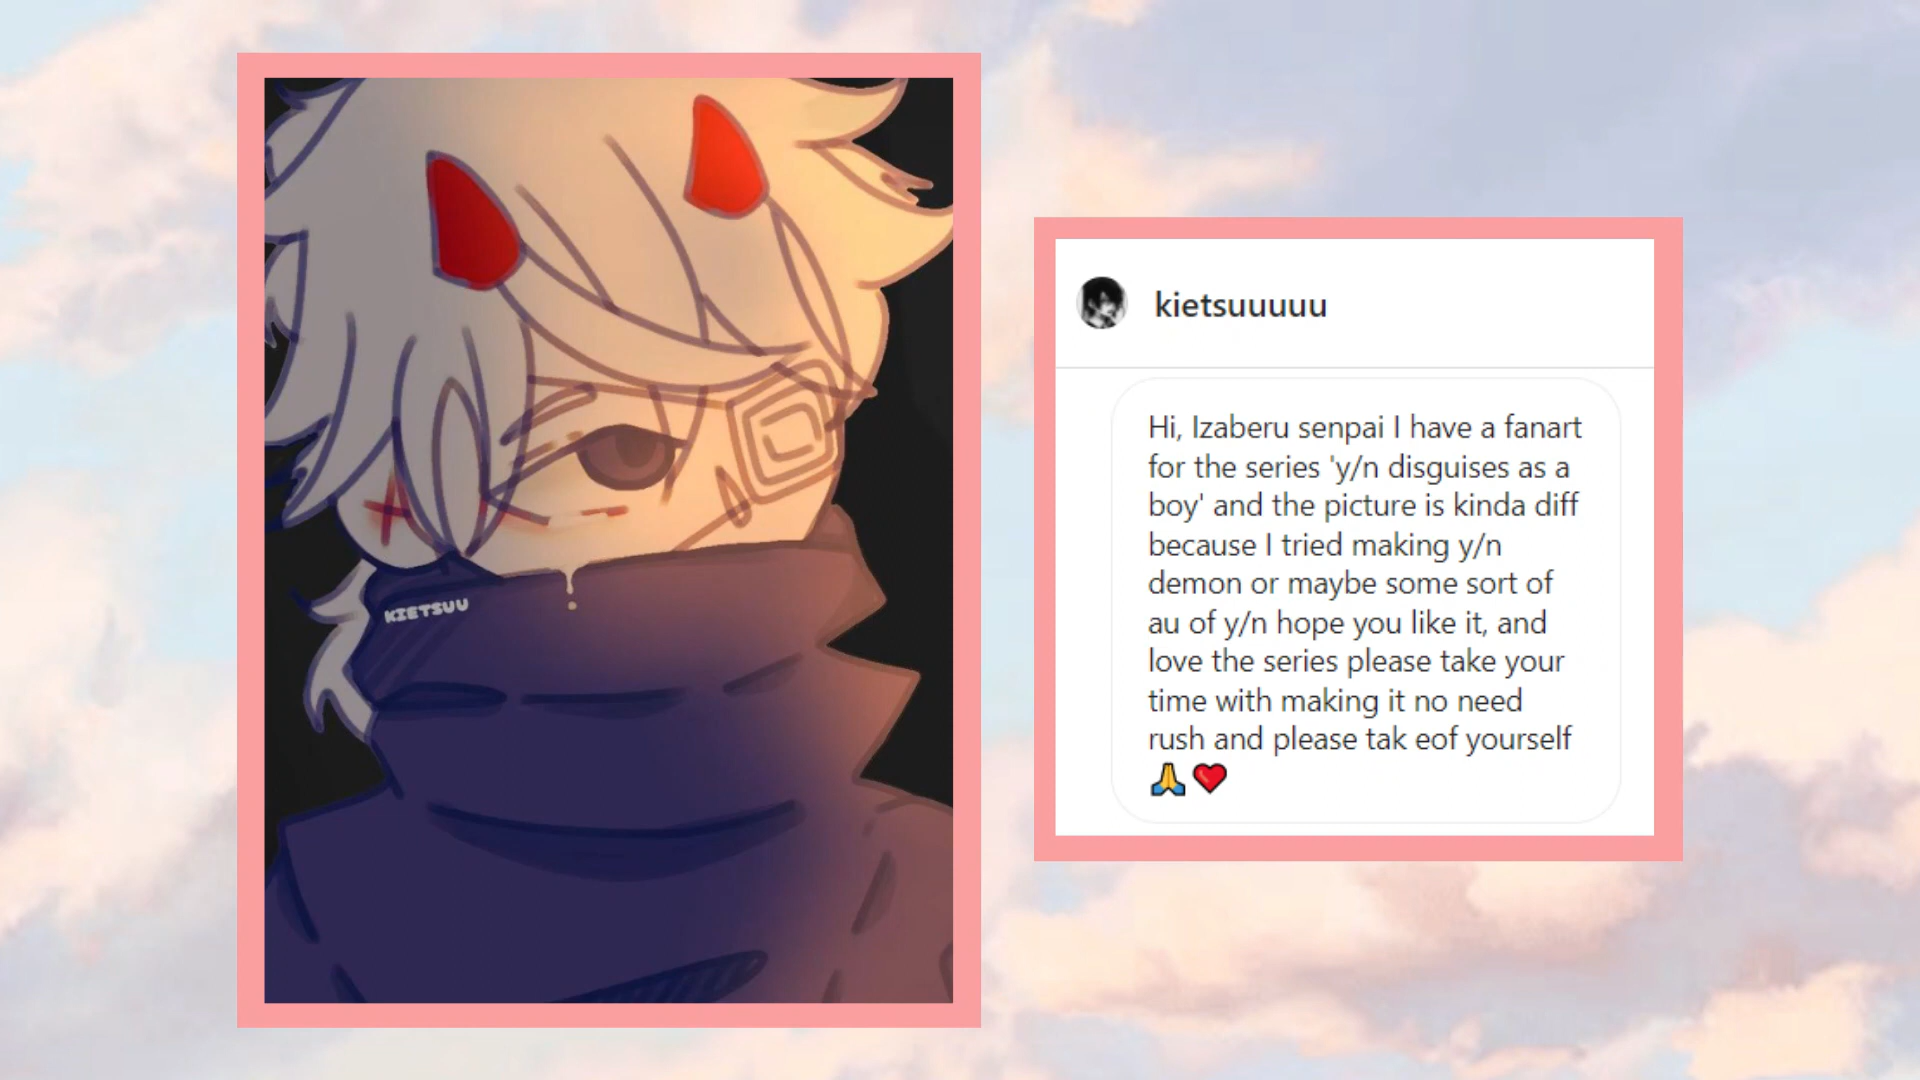 KIETSUU
kietsuuuuu
Hi, Izaberu senpai I have a fanart
for the series 'y/n disguises as a
boy' and the picture is kinda diff
because I tried making y/n
demon or maybe some sort of
au of y/n hope you like it, and
love the series please take your
time with making it no need
rush and please tak eof yourself
🙏❤️